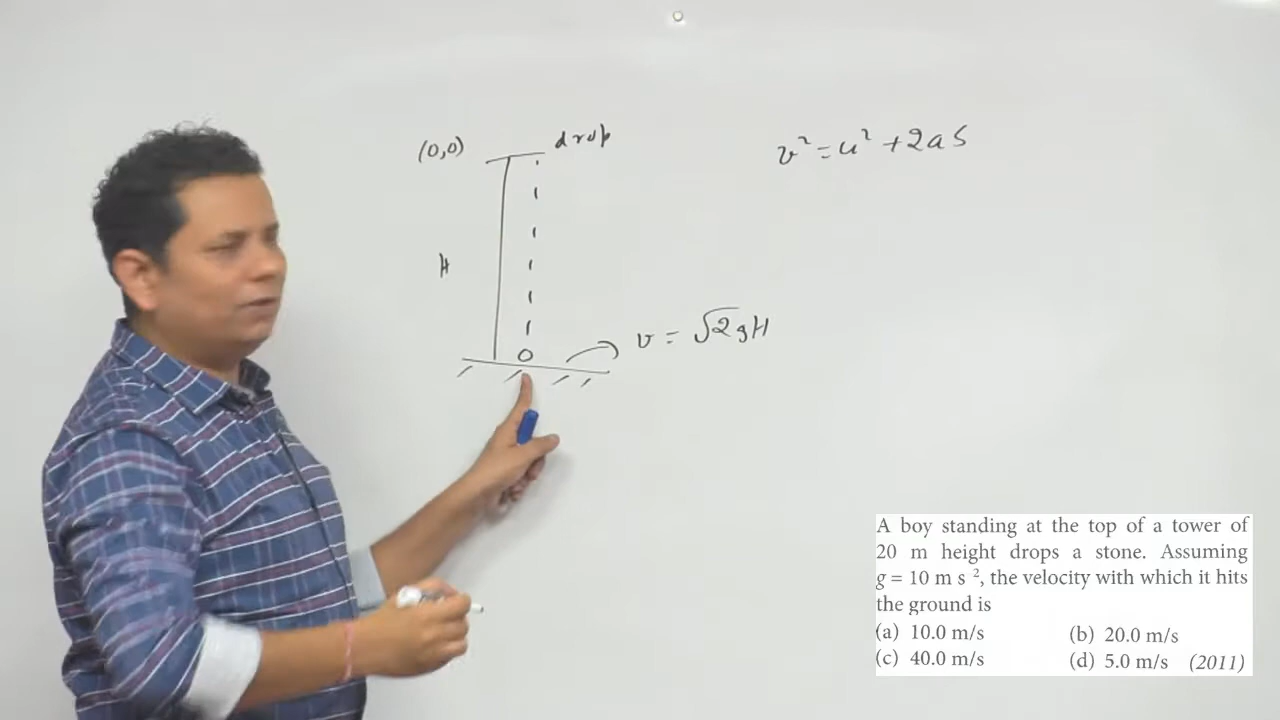 (0,0)
drop
H
v = √2gH
v² = u² + 2aS
A boy standing at the top of a tower of
20 m height drops a stone. Assuming
g = 10 m s ², the velocity with which it hits
the ground is
(a) 10.0 m/s
(b) 20.0 m/s
(c) 40.0 m/s
(d) 5.0 m/s (2011)